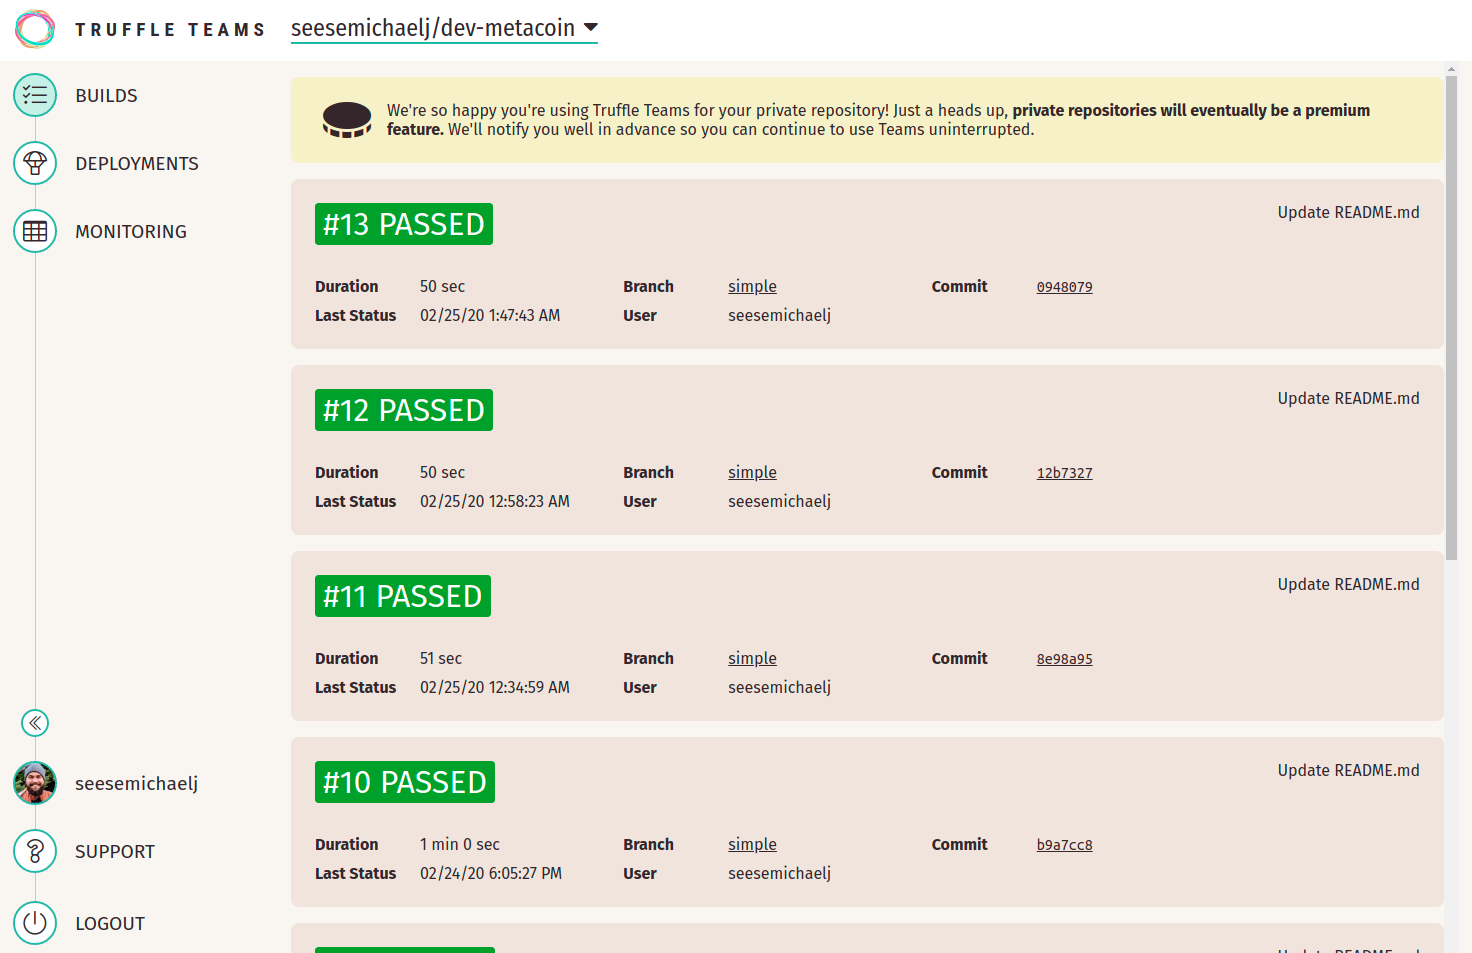 TRUFFLE TEAMS
seesemichaelj/dev-metacoin
BUILDS
DEPLOYMENTS
MONITORING
seesemichaelj
SUPPORT
LOGOUT
We're so happy you're using Truffle Teams for your private repository! Just a heads up, private repositories will eventually be a premium
feature. We'll notify you well in advance so you can continue to use Teams uninterrupted.
#13 PASSED
Update README.md
Duration 50 sec Branch simple Commit 0948079
Last Status 02/25/20 1:47:43 AM User seesemichaelj
#12 PASSED
Update README.md
Duration 50 sec Branch simple Commit 12b7327
Last Status 02/25/20 12:58:23 AM User seesemichaelj
#11 PASSED
Update README.md
Duration 51 sec Branch simple Commit 8e98a95
Last Status 02/25/20 12:34:59 AM User seesemichaelj
#10 PASSED
Update README.md
Duration 1 min 0 sec Branch simple Commit b9a7cc8
Last Status 02/24/20 6:05:27 PM User seesemichaelj